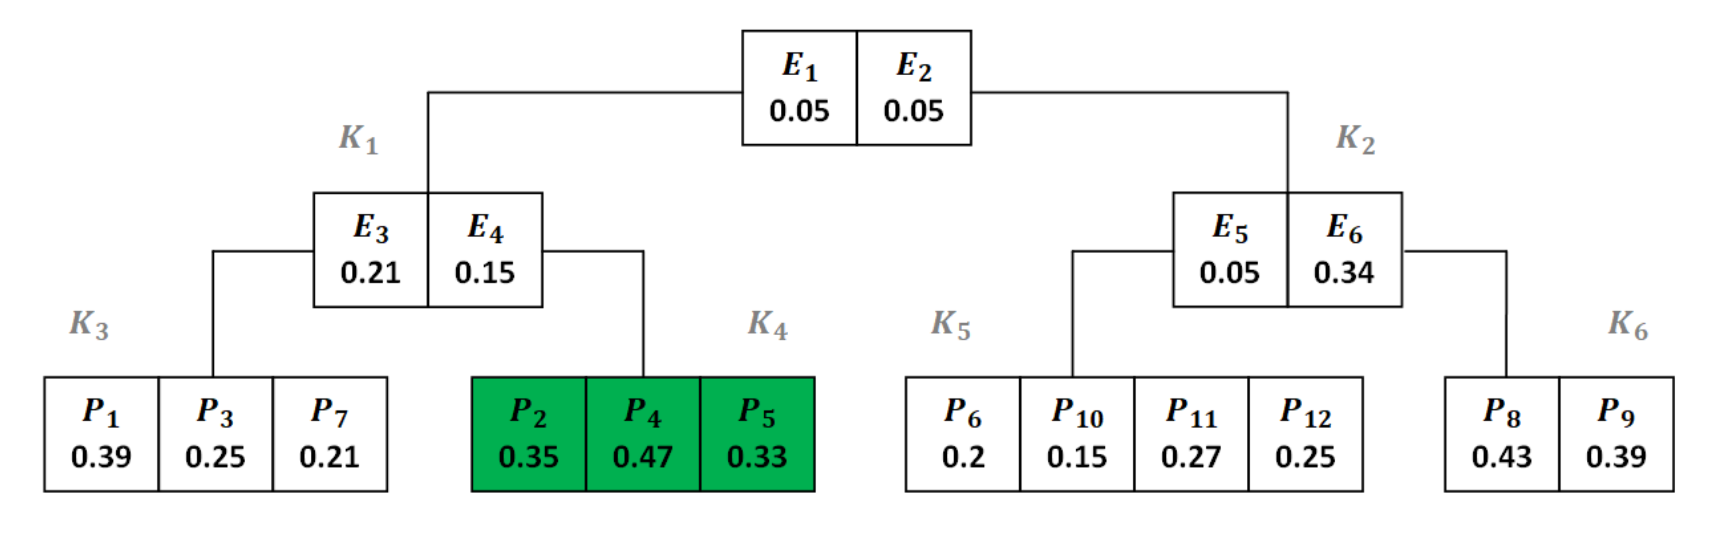 E₁ E₂
0.05 0.05
K₁ K₂
E₃ E₄ E₅ E₆
0.21 0.15 0.05 0.34
K₃ K₄ K₅ K₆
P₁ P₃ P₇ P₂ P₄ P₅ P₆ P₁₀ P₁₁ P₁₂ P₈ P₉
0.39 0.25 0.21 0.35 0.47 0.33 0.2 0.15 0.27 0.25 0.43 0.39